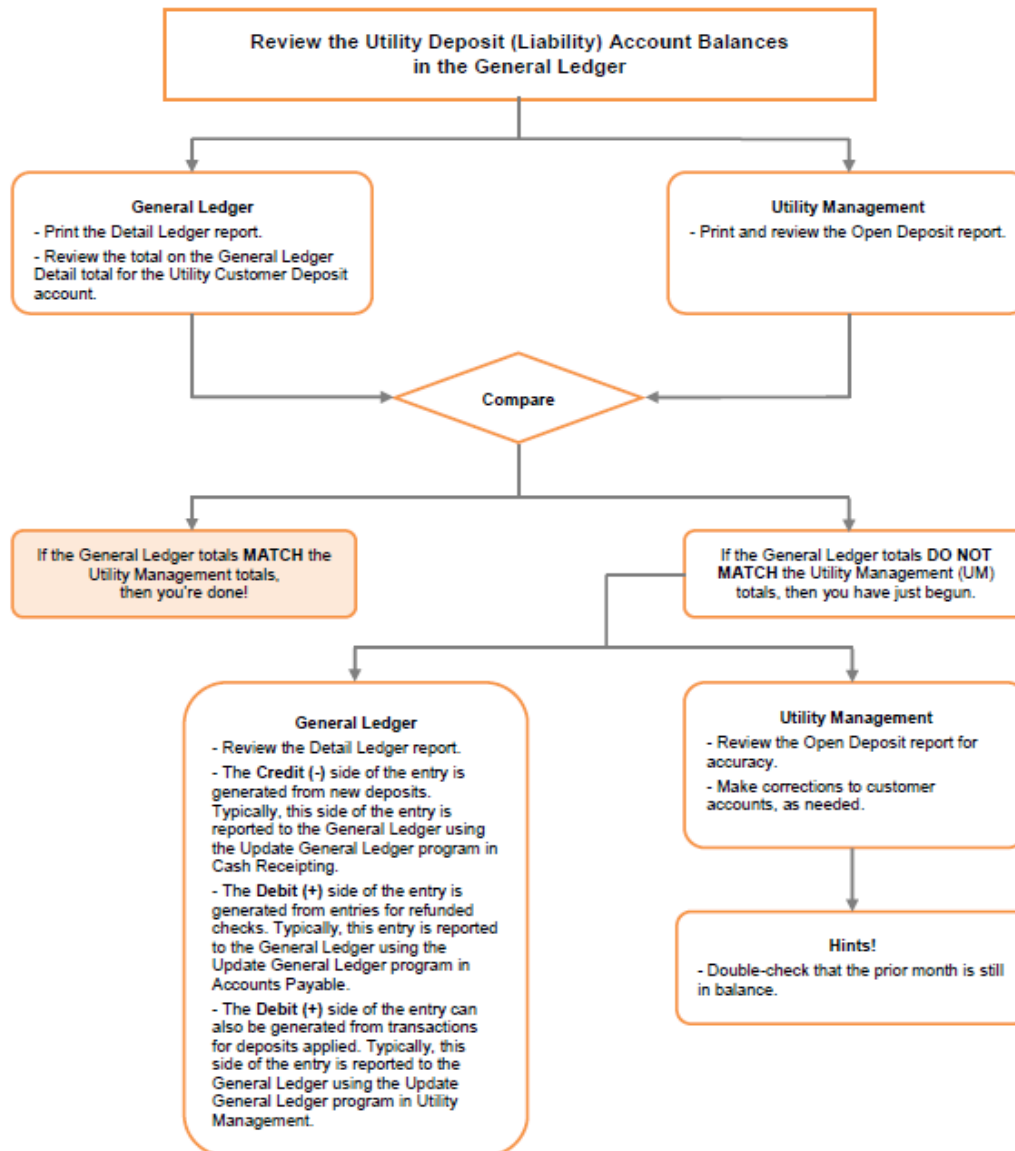 Review the Utility Deposit (Liability) Account Balances
in the General Ledger
General Ledger
- Print the Detail Ledger report.
- Review the total on the General Ledger
Detail total for the Utility Customer Deposit
account.
Utility Management
- Print and review the Open Deposit report.
Compare
If the General Ledger totals MATCH the
Utility Management totals,
then you're done!
If the General Ledger totals DO NOT
MATCH the Utility Management (UM)
totals, then you have just begun.
General Ledger
- Review the Detail Ledger report.
- The Credit (-) side of the entry is
generated from new deposits.
Typically, this side of the entry is
reported to the General Ledger using
the Update General Ledger program in
Cash Receipting.
- The Debit (+) side of the entry is
generated from entries for refunded
checks. Typically, this entry is reported
to the General Ledger using the
Update General Ledger program in
Accounts Payable.
- The Debit (+) side of the entry can
also be generated from transactions
for deposits applied. Typically, this
side of the entry is reported to the
General Ledger using the Update
General Ledger program in Utility
Management.
Utility Management
- Review the Open Deposit report for
accuracy.
- Make corrections to customer
accounts, as needed.
Hints!
- Double-check that the prior month is still
in balance.